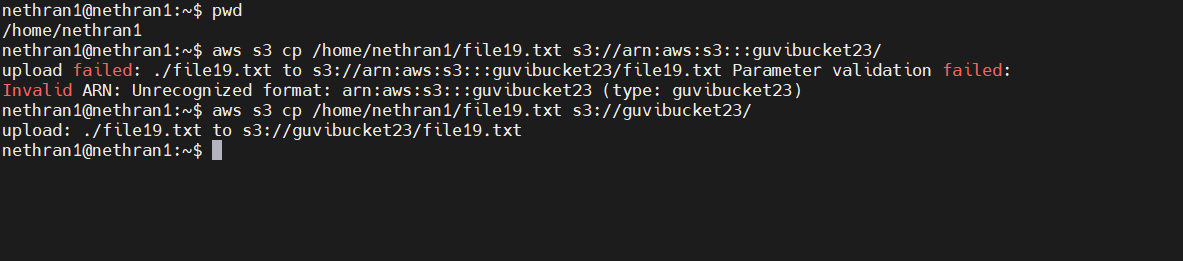 nethran1@nethran1:~$ pwd
/home/nethran1
nethran1@nethran1:~$ aws s3 cp /home/nethran1/file19.txt s3://arn:aws:s3:::guvibucket23/
upload failed: ./file19.txt to s3://arn:aws:s3:::guvibucket23/file19.txt Parameter validation failed:
Invalid ARN: Unrecognized format: arn:aws:s3:::guvibucket23 (type: guvibucket23)
nethran1@nethran1:~$ aws s3 cp /home/nethran1/file19.txt s3://guvibucket23/
upload: ./file19.txt to s3://guvibucket23/file19.txt
nethran1@nethran1:~$